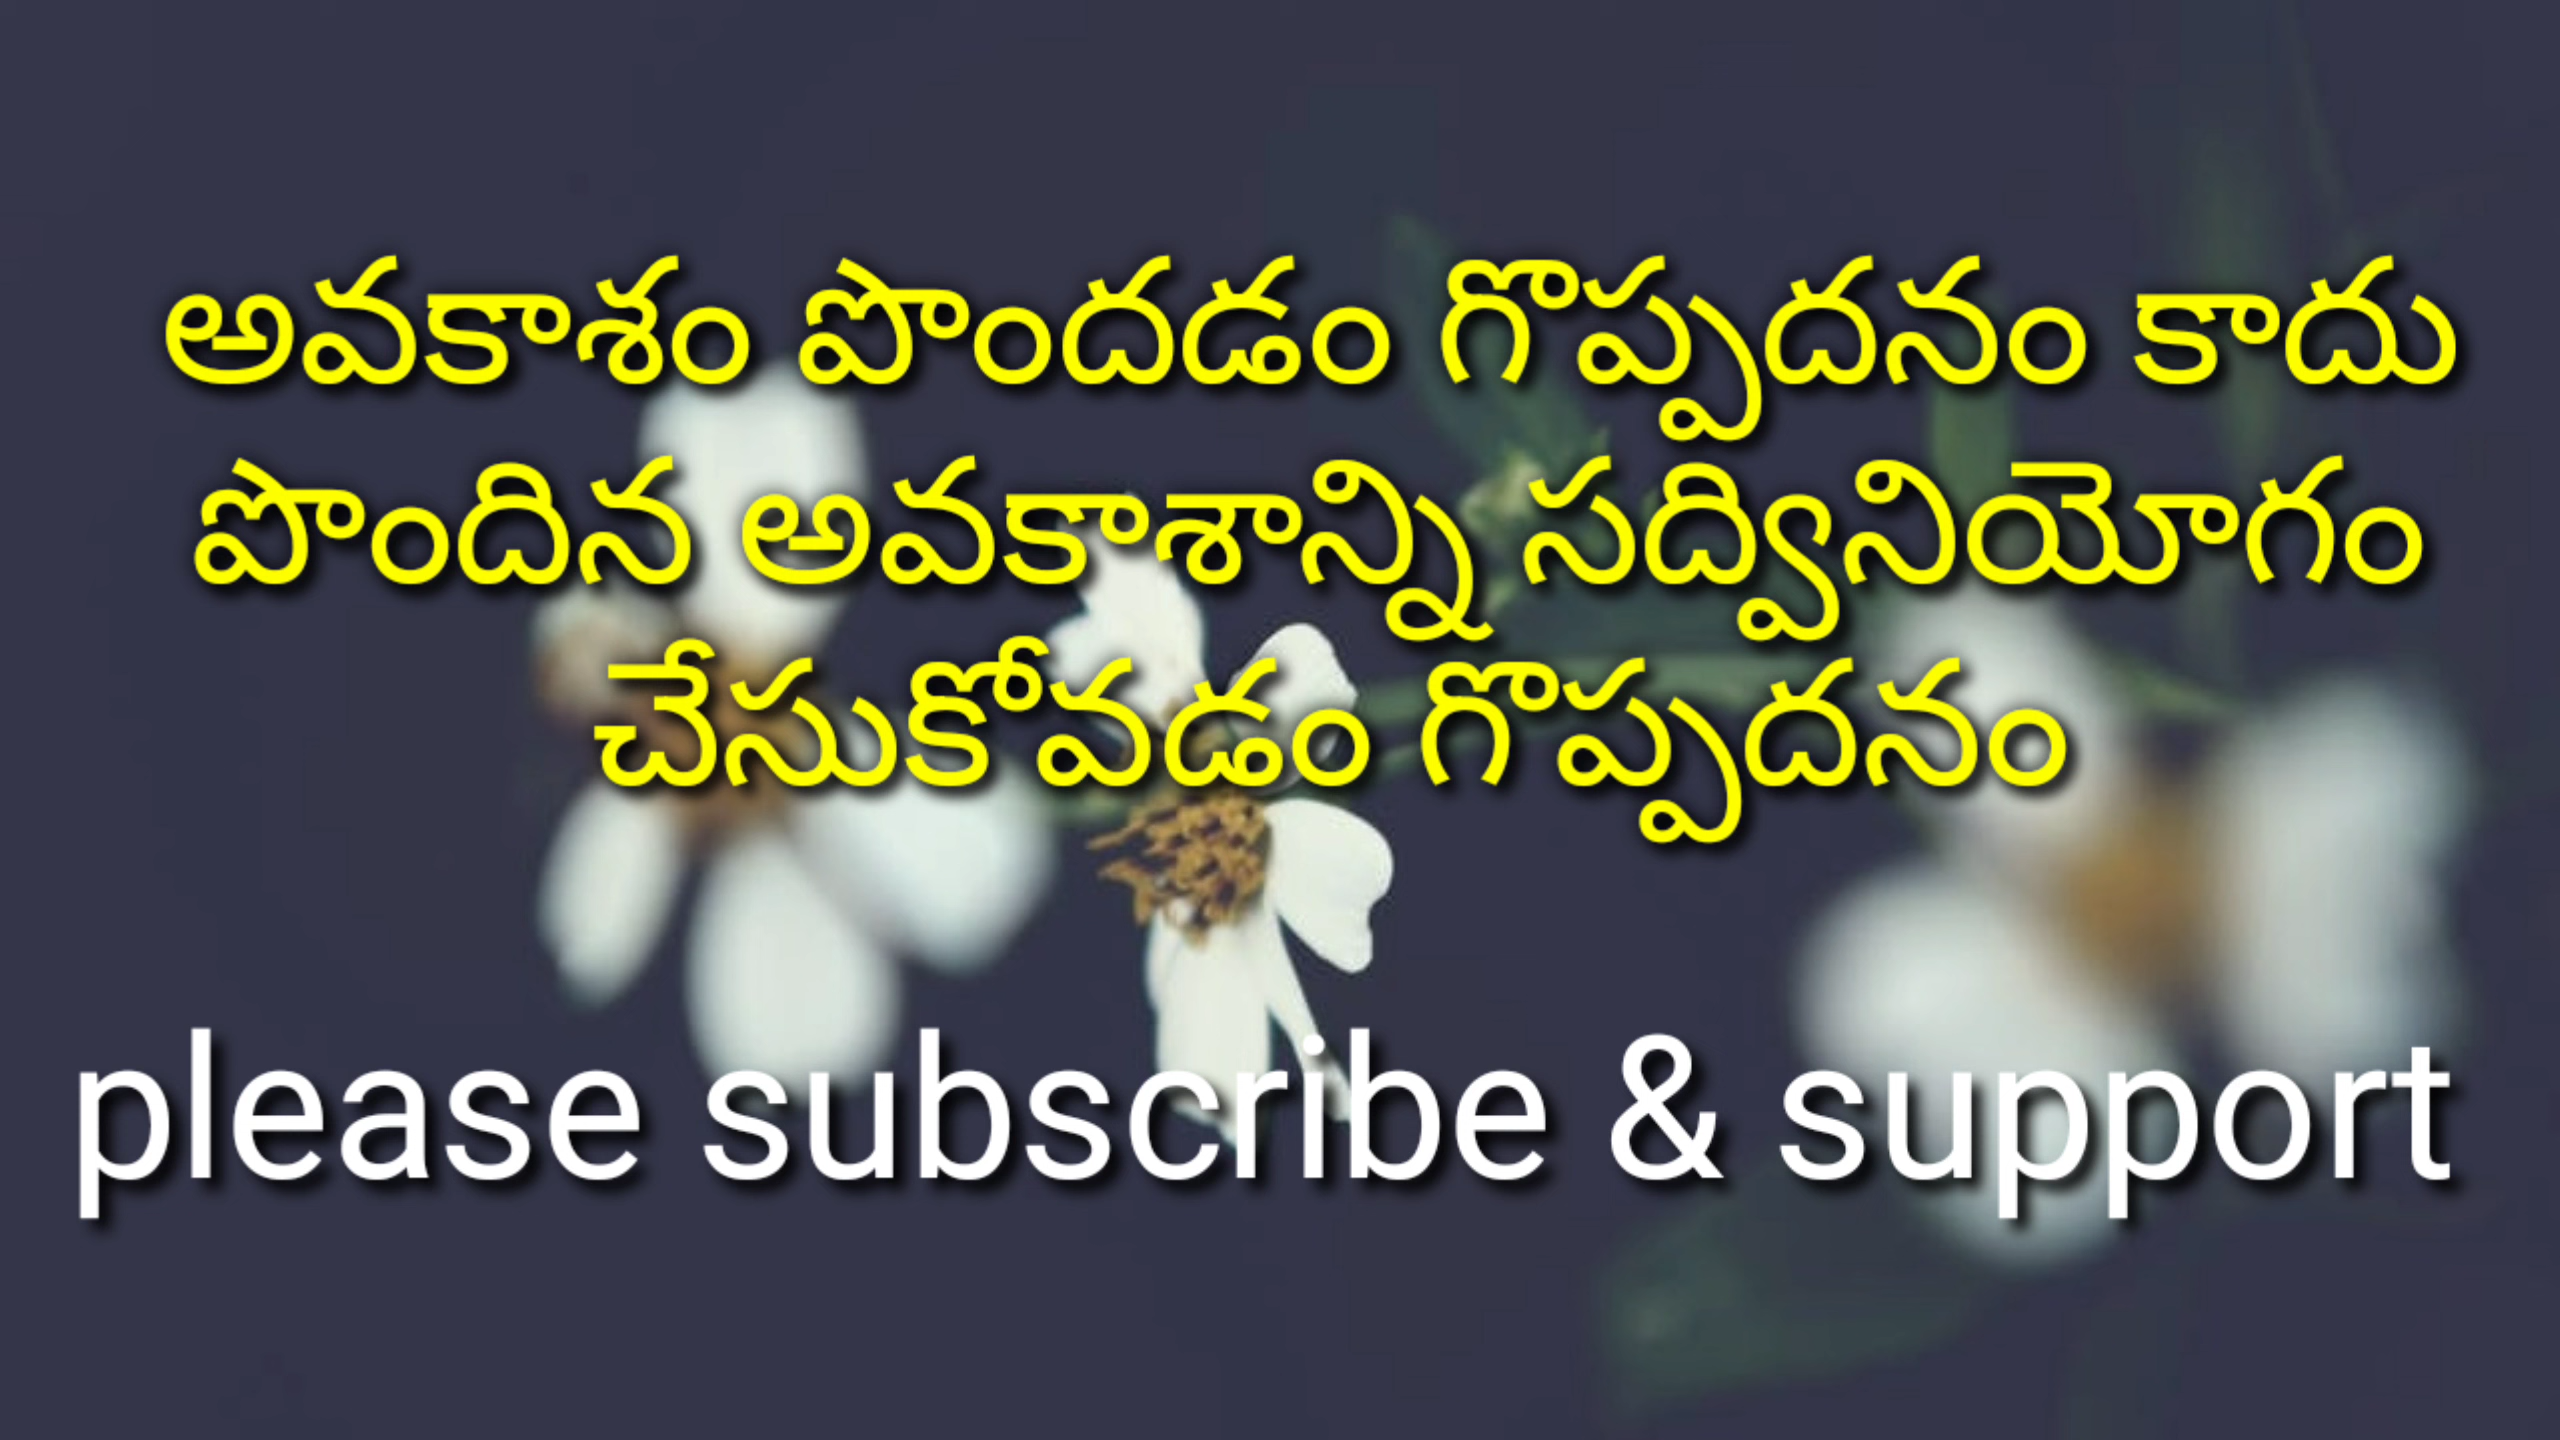 అవకాశం పొందడం గొప్పదనం కాదు
పొందిన అవకాశాన్ని సద్వినియోగం
చేసుకోవడం గొప్పదనం
please subscribe & support